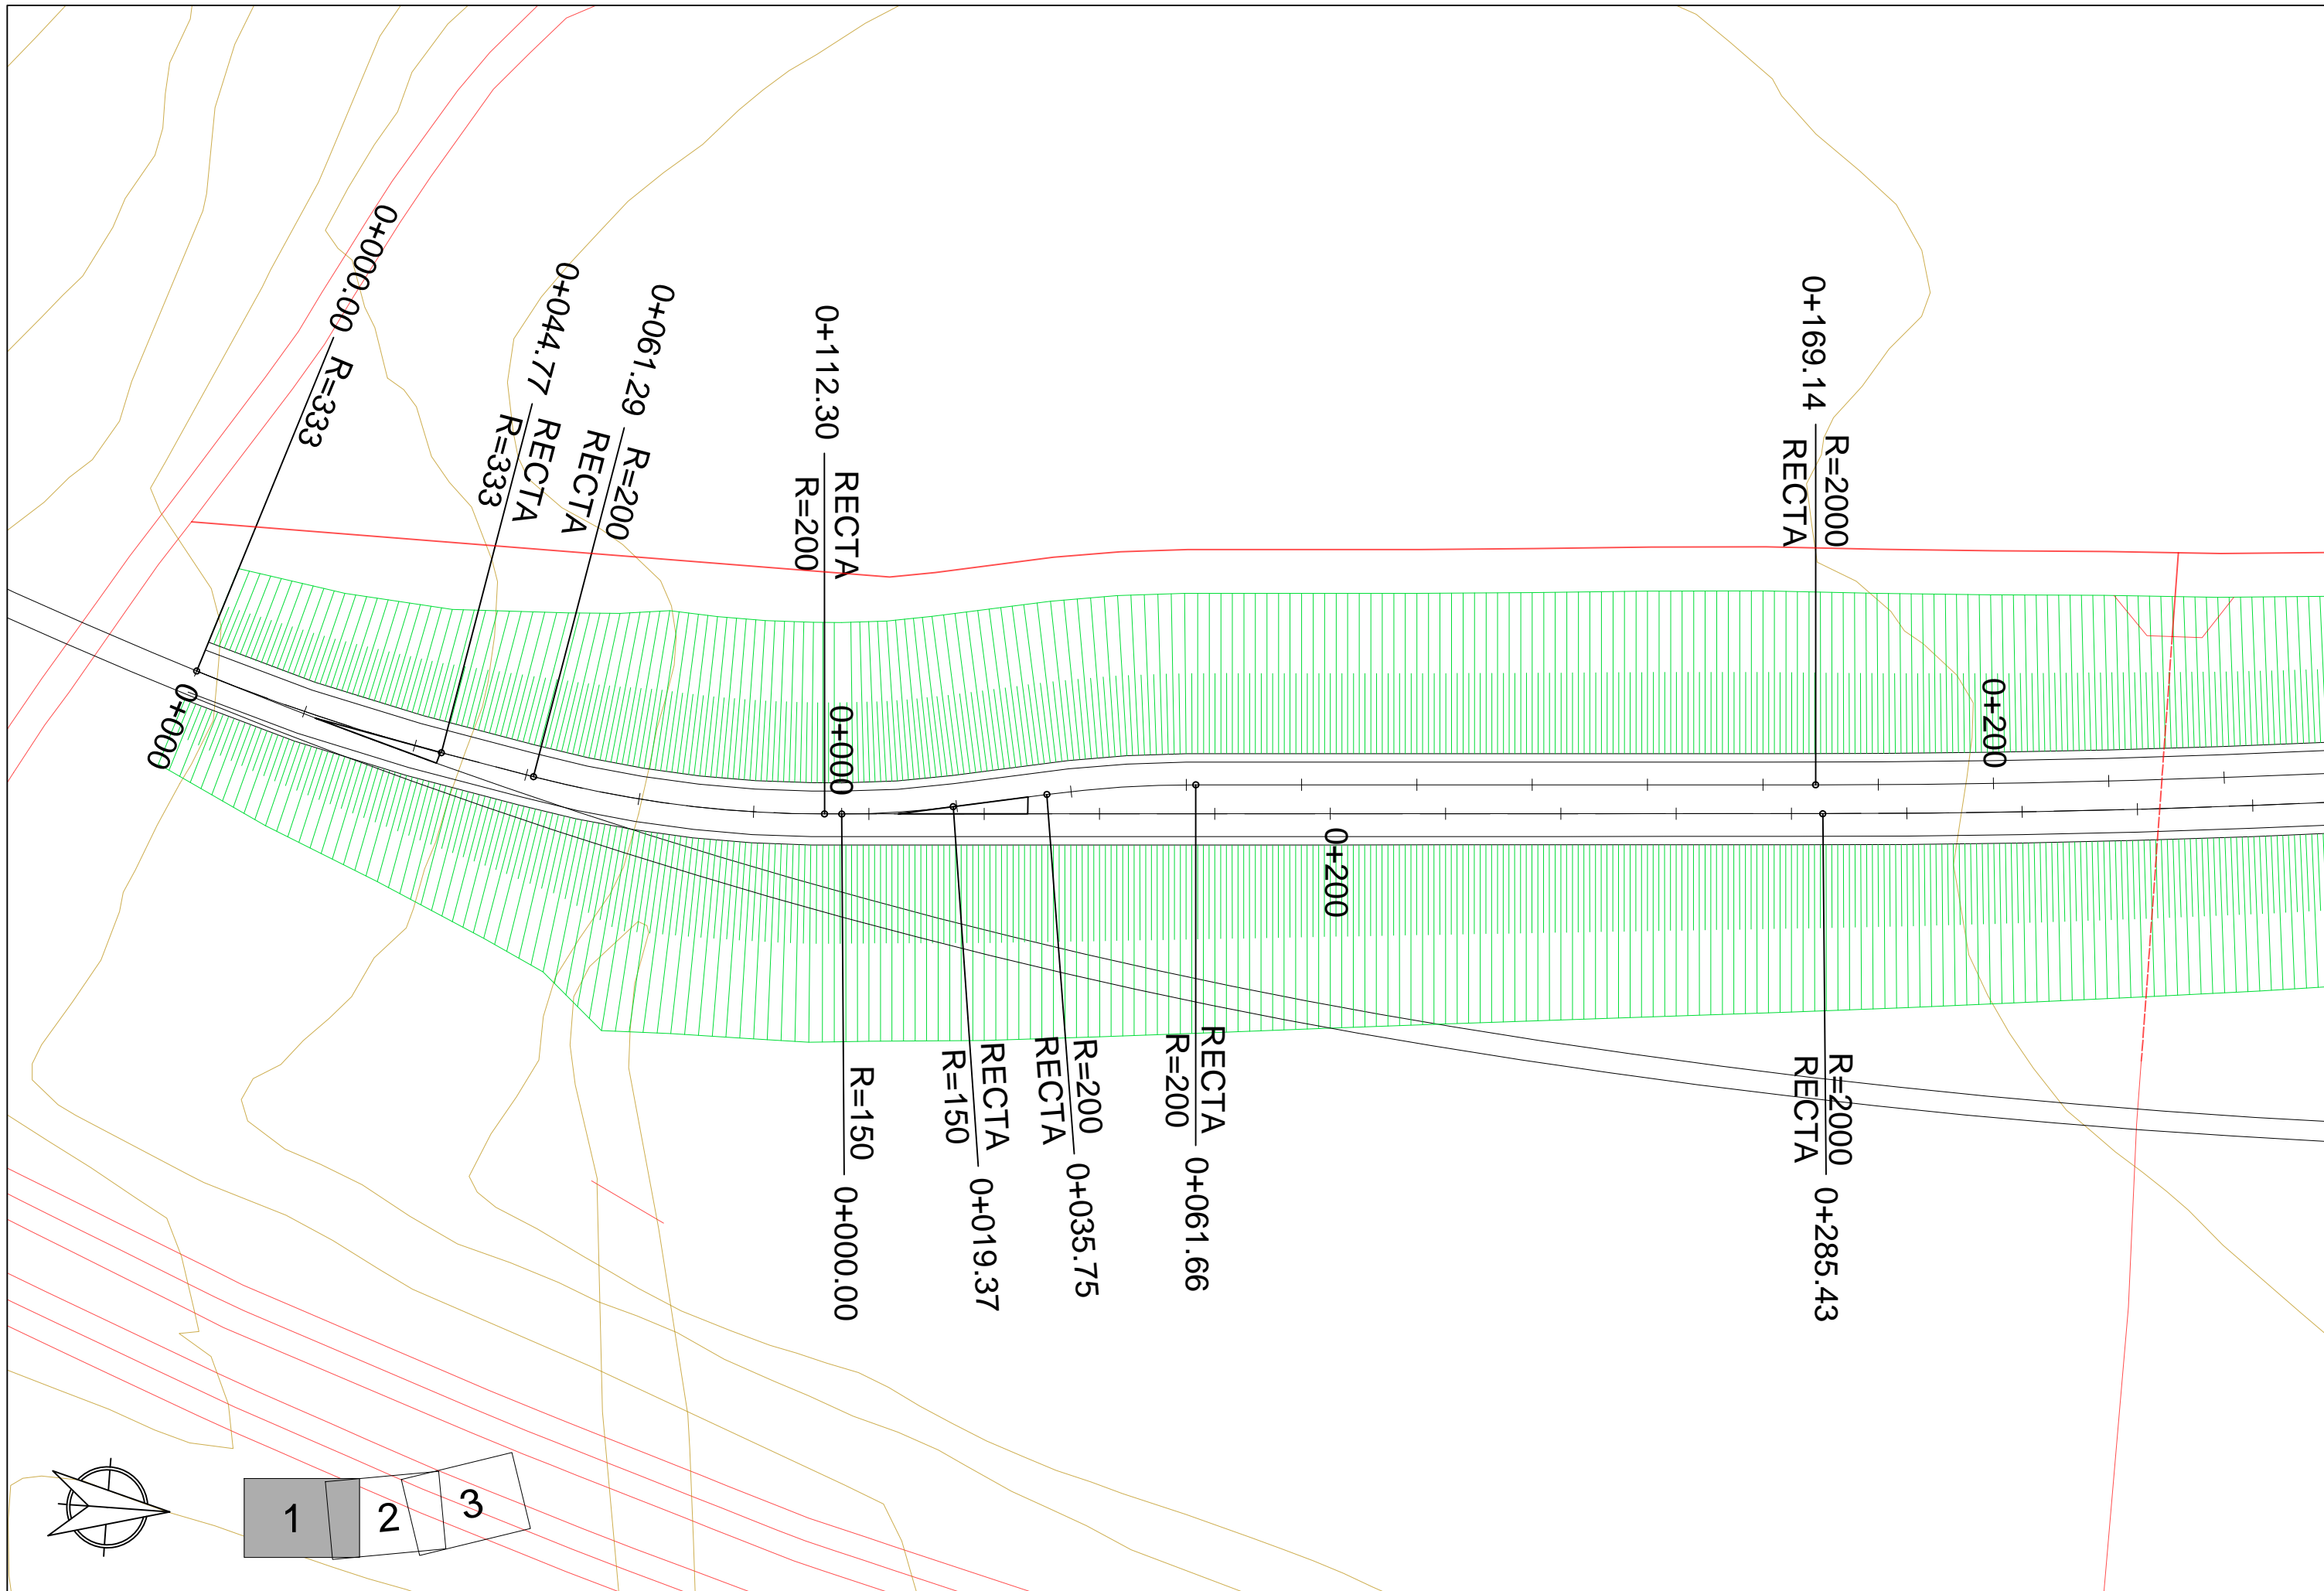 0+000.00
R=333
0+044.77
RECTA
R=333
0+061.29
R=200
RECTA
0+112.30
RECTA
R=200
0+169.14
R=2000
RECTA
0+000
0+000
0+200
0+200
R=150
0+000.00
RECTA
R=150
0+019.37
R=200
RECTA
0+035.75
RECTA
R=200
0+061.66
R=2000
RECTA
0+285.43
1
2
3